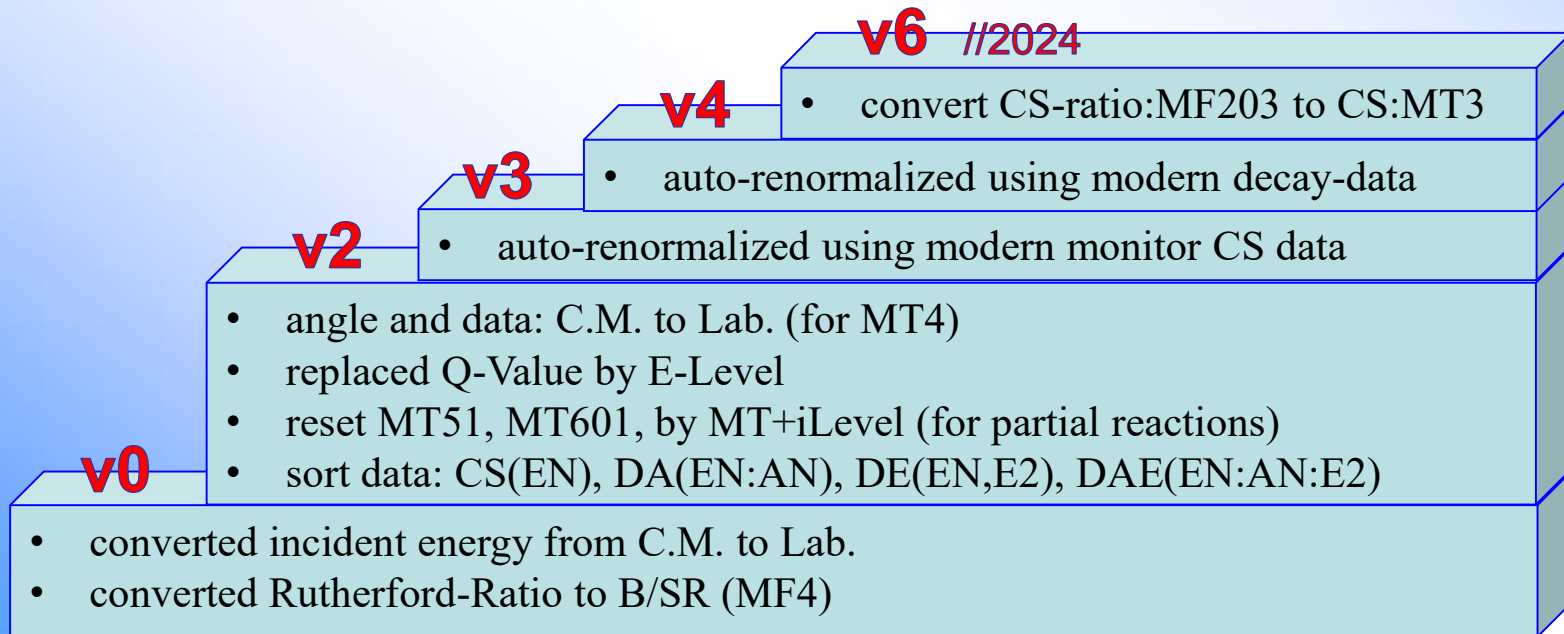 v6 //2024
• convert CS-ratio:MF203 to CS:MT3
v4
• auto-renormalized using modern decay-data
v3
• auto-renormalized using modern monitor CS data
v2
• angle and data: C.M. to Lab. (for MT4)
• replaced Q-Value by E-Level
• reset MT51, MT601, by MT+iLevel (for partial reactions)
• sort data: CS(EN), DA(EN:AN), DE(EN,E2), DAE(EN:AN:E2)
v0
• converted incident energy from C.M. to Lab.
• converted Rutherford-Ratio to B/SR (MF4)